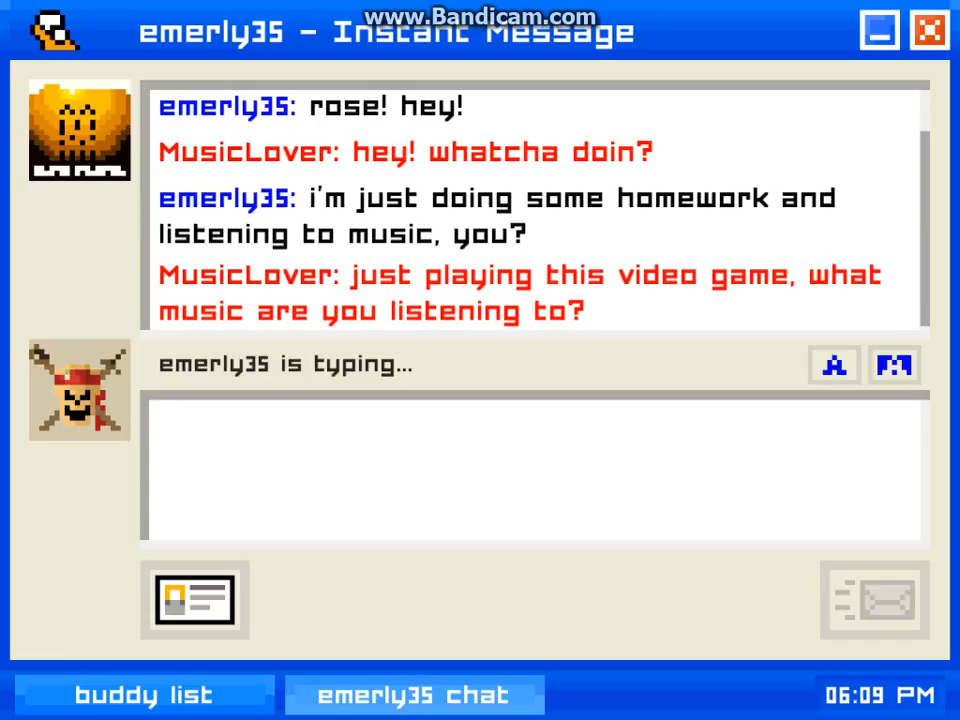 www.Bandicam.com
emerly35 - Instant Message
emerly35: rose! hey!
MusicLover: hey! whatcha doin?
emerly35: i'm just doing some homework and
listening to music, you?
MusicLover: just playing this video game, what
music are you listening to?
emerly35 is typing...
A
buddy list
emerly35 chat
06:09 PM